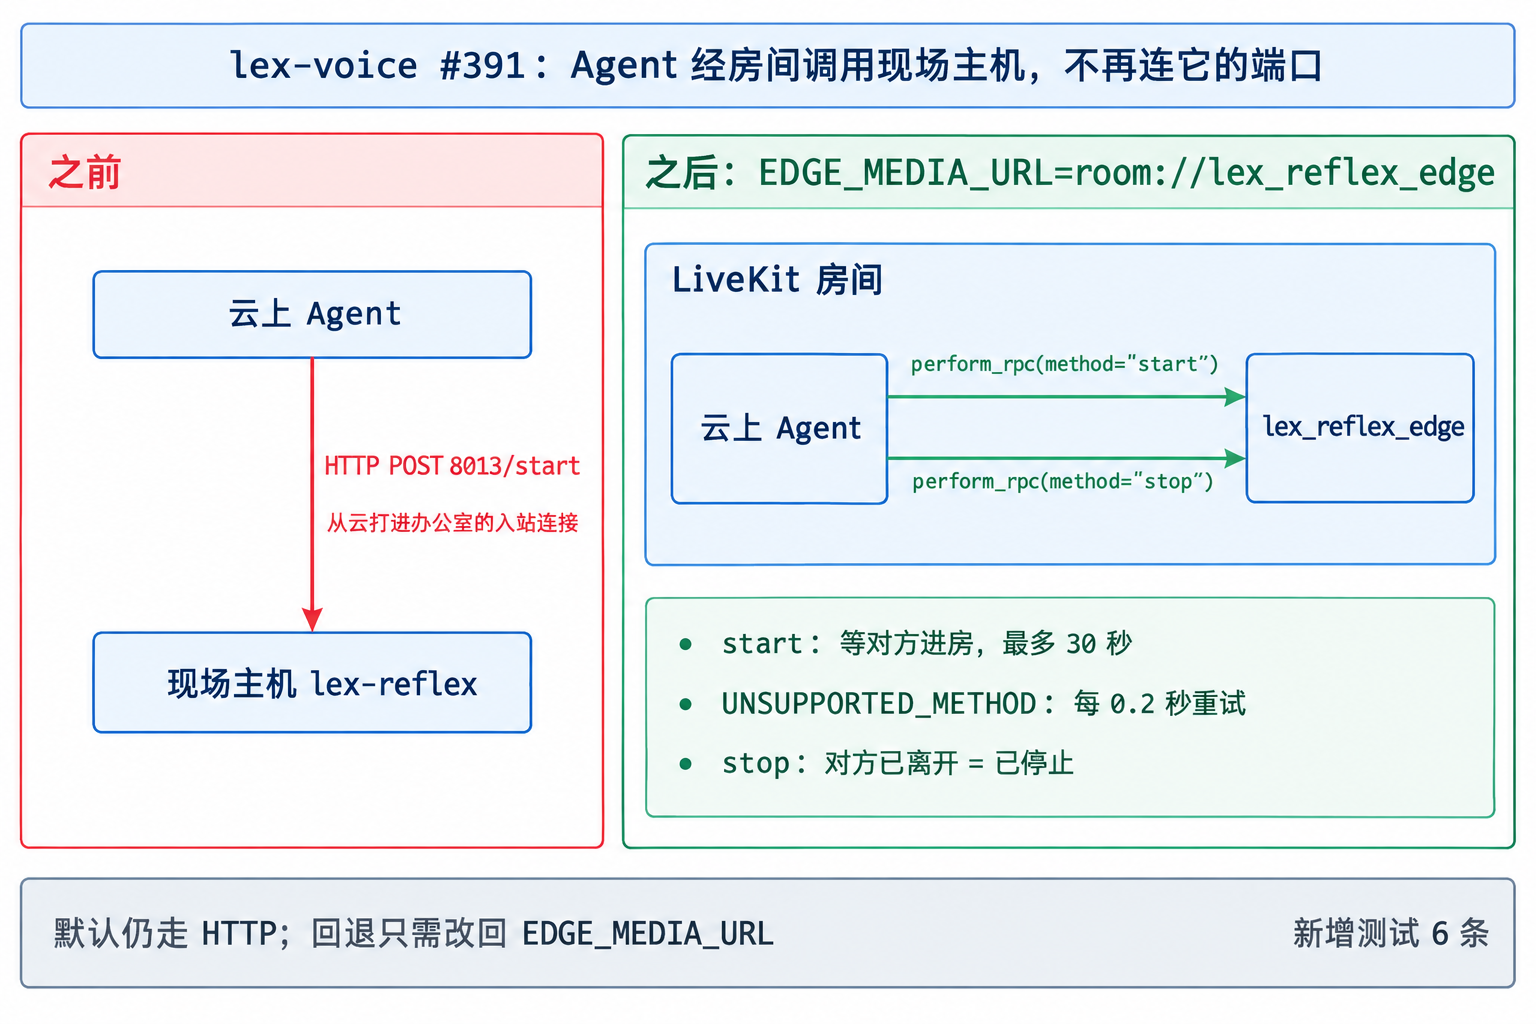 lex-voice #391：Agent 经房间调用现场主机，不再连它的端口
之前
云上 Agent
HTTP POST 8013/start
从云打进办公室的入站连接
现场主机 lex-reflex
之后：EDGE_MEDIA_URL=room://lex_reflex_edge
LiveKit 房间
云上 Agent
perform_rpc(method="start")
perform_rpc(method="stop")
lex_reflex_edge
• start：等对方进房，最多 30 秒
• UNSUPPORTED_METHOD：每 0.2 秒重试
• stop：对方已离开 = 已停止
默认仍走 HTTP；回退只需改回 EDGE_MEDIA_URL
新增测试 6 条